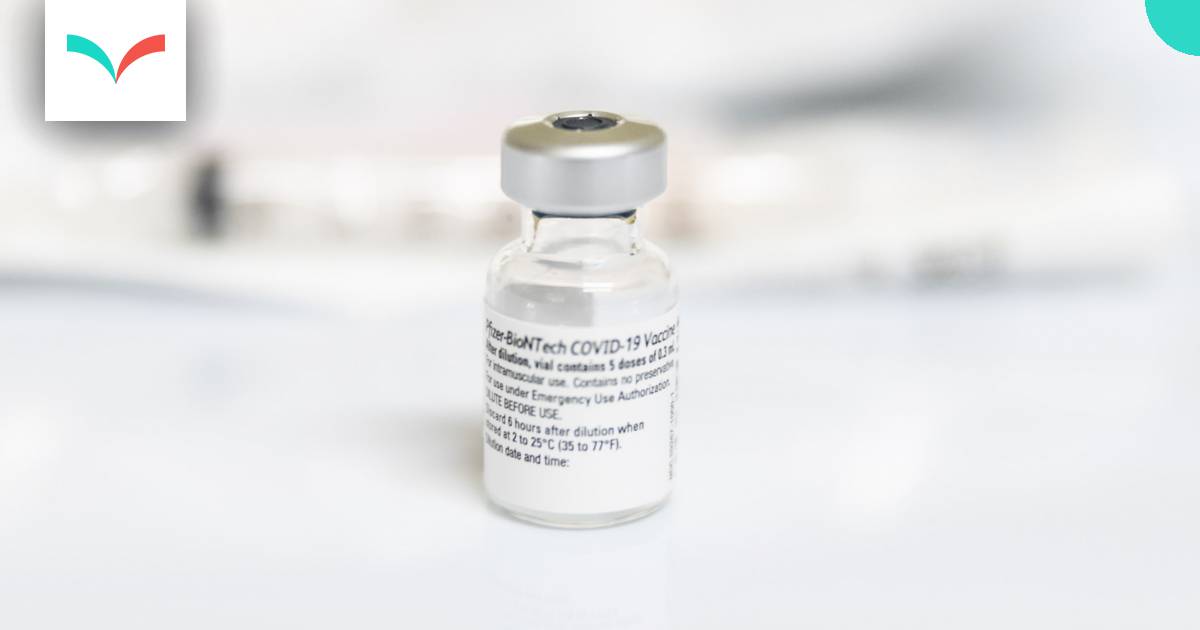 Pfizer-BioNTech COVID-19 Vaccine
After dilution, vial contains 5 doses of 0.3 mL
For intramuscular use. Contains no preservative
For use under Emergency Use Authorization.
DILUTE BEFORE USE.
Discard 6 hours after dilution when
stored at 2 to 25°C (35 to 77°F).
Dilution date and time: